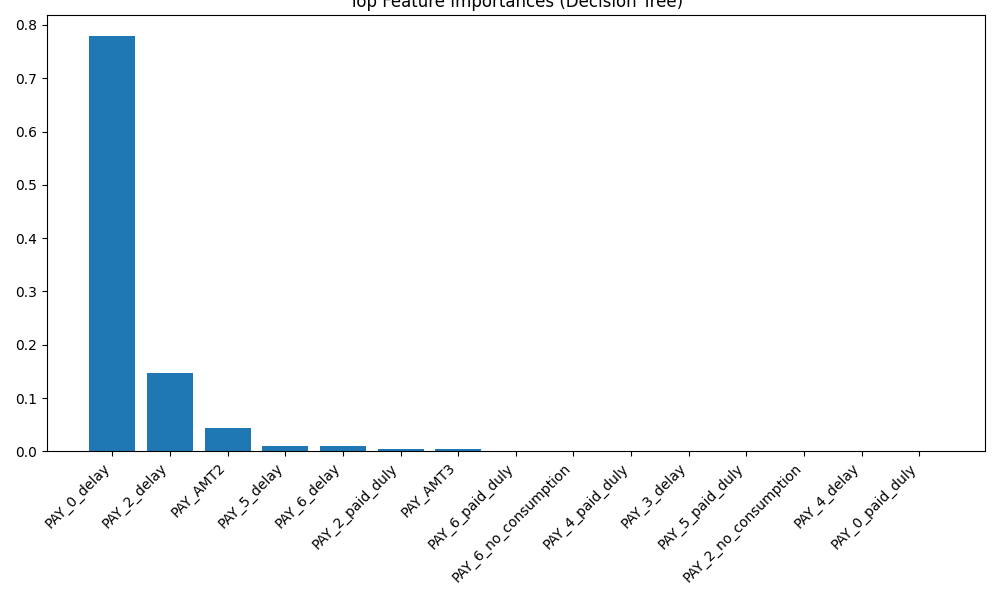 Top Feature Importances (Decision Tree)
0.8
0.7
0.6
0.5
0.4
0.3
0.2
0.1
0.0
PAY_0_delay
PAY_2_delay
PAY_AMT2
PAY_5_delay
PAY_6_delay
PAY_2_paid_duly
PAY_AMT3
PAY_6_paid_duly
PAY_6_no_consumption
PAY_4_paid_duly
PAY_3_delay
PAY_5_paid_duly
PAY_2_no_consumption
PAY_4_delay
PAY_0_paid_duly